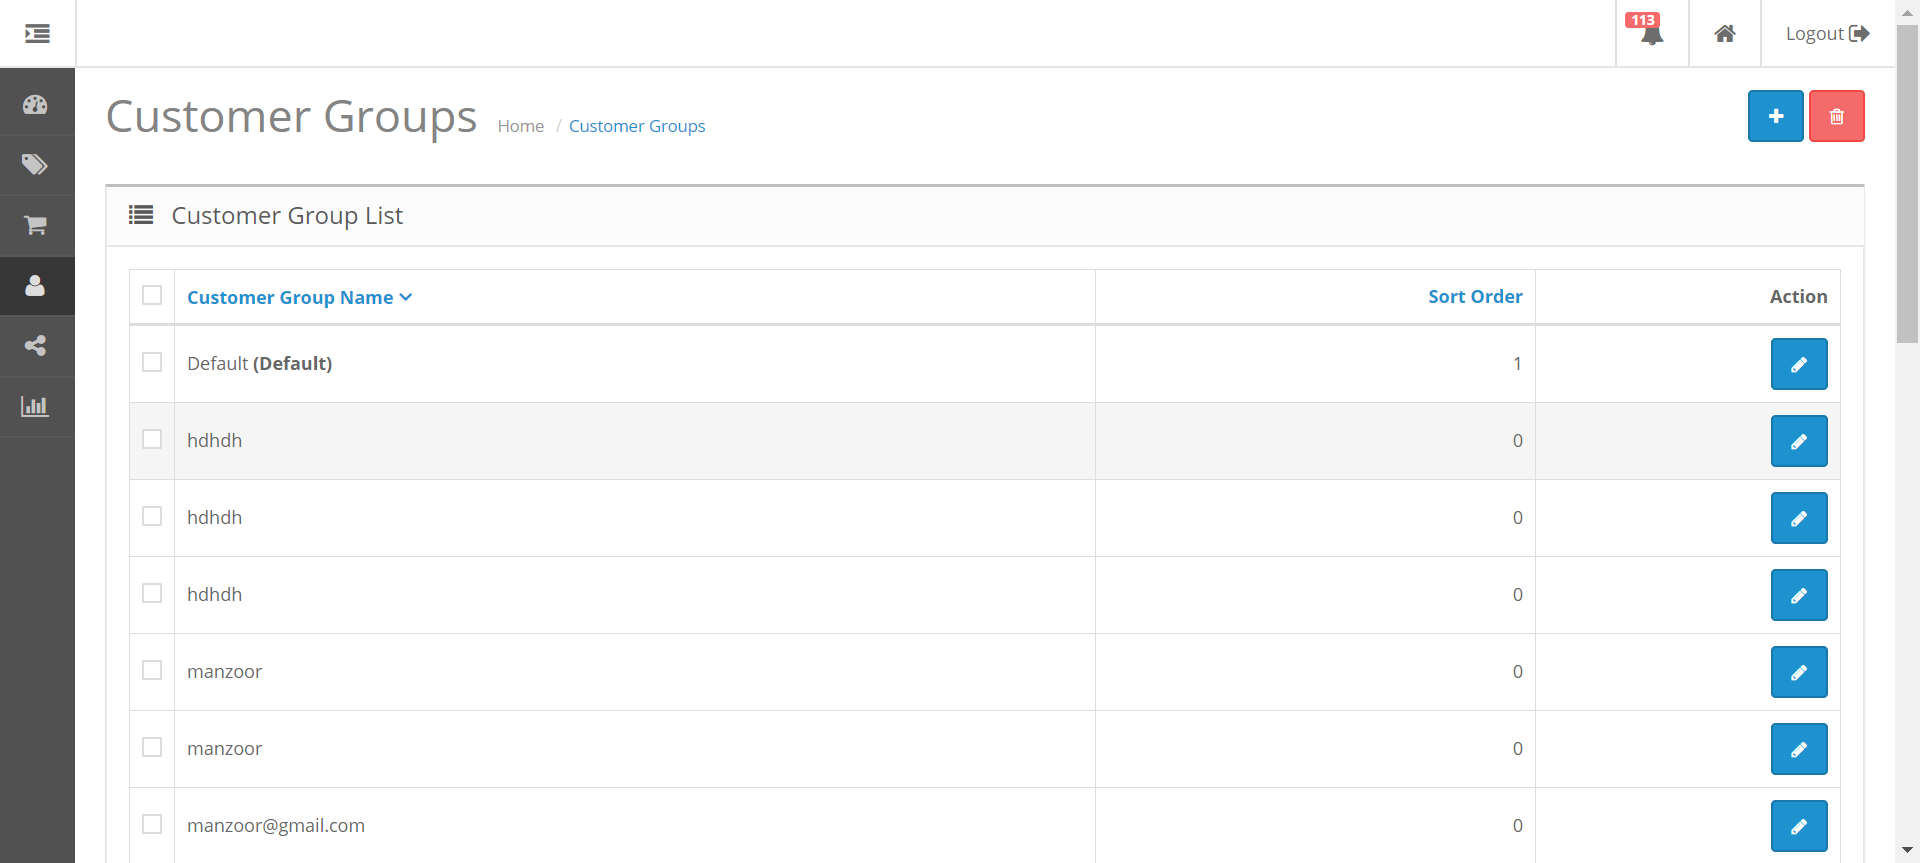 113
Logout
Customer Groups
Home / Customer Groups
Customer Group List
Customer Group Name Sort Order Action
Default (Default) 1
hdhdh 0
hdhdh 0
hdhdh 0
manzoor 0
manzoor 0
manzoor@gmail.com 0